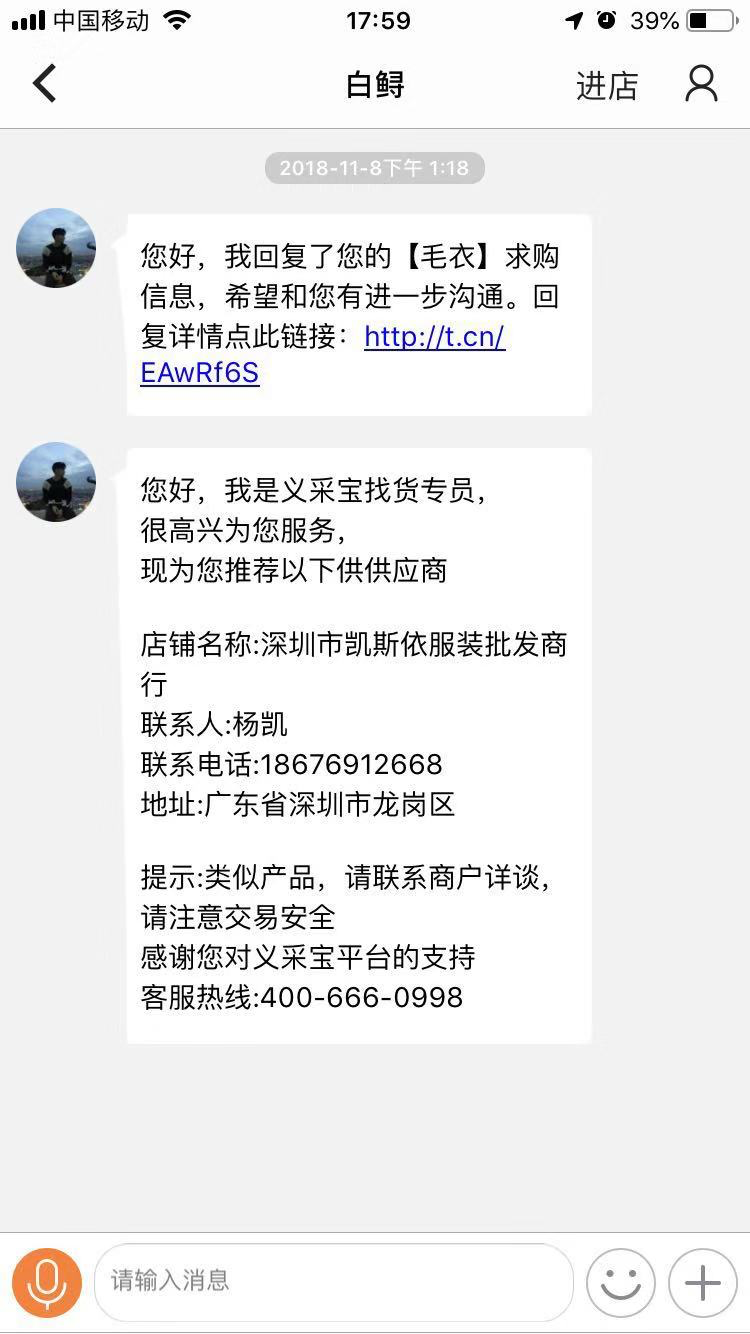 中国移动
17:59
39%
白鲟
进店
2018-11-8下午 1:18
您好，我回复了您的【毛衣】求购
信息，希望和您有进一步沟通。回
复详情点此链接：http://t.cn/
EAwRf6S
您好，我是义采宝找货专员，
很高兴为您服务，
现为您推荐以下供供应商
店铺名称:深圳市凯斯依服装批发商
行
联系人:杨凯
联系电话:18676912668
地址:广东省深圳市龙岗区
提示:类似产品，请联系商户详谈，
请注意交易安全
感谢您对义采宝平台的支持
客服热线:400-666-0998
请输入消息